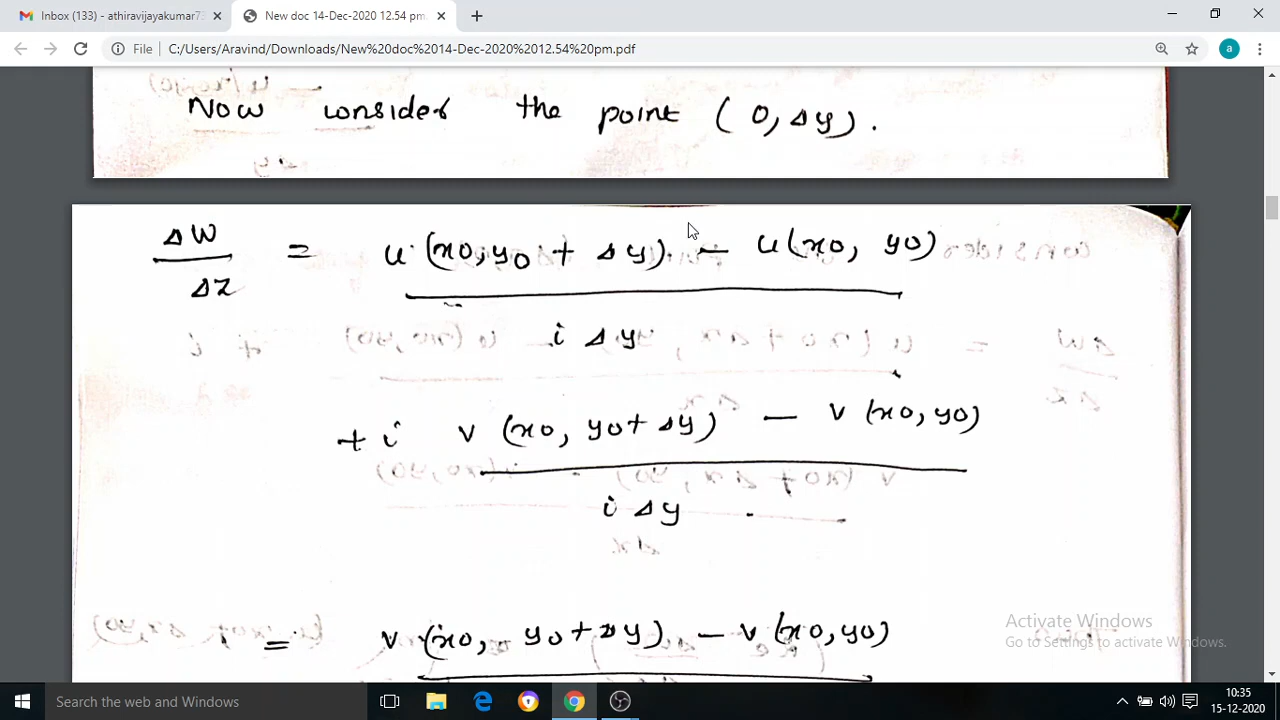 Inbox (133) - athiravijayakumar73
New doc 14-Dec-2020 12.54 pm.
File
C:/Users/Aravind/Downloads/New%20doc%2014-Dec-2020%2012.54%20pm.pdf
a
Now consider the point (0, Δy).
Δw
Δz
= u(x0, y0 + Δy) - u(x0, y0)
i Δy
+ i v(x0, y0+Δy) - v(x0, y0)
i Δy
= v(x0, y0+Δy) - v(x0, y0)
Activate Windows
Go to Settings to activate Windows.
Search the web and Windows
10:35
15-12-2020